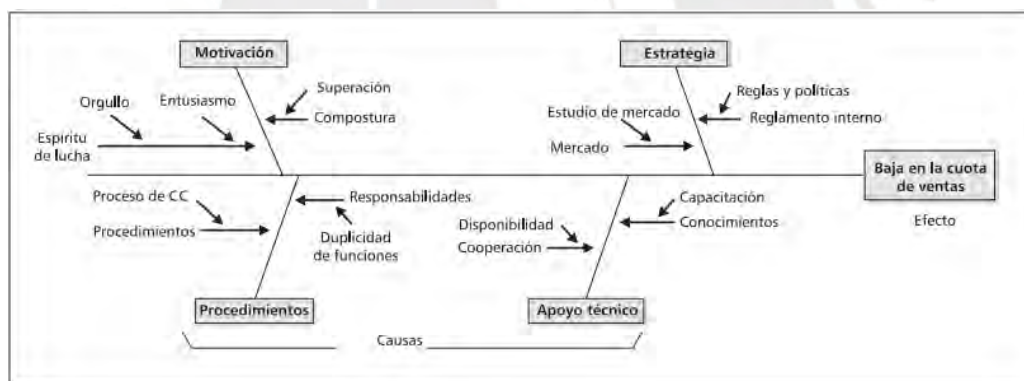 Motivación
Estrategia
Orgullo
Entusiasmo
Superación
Compostura
Espíritu
de lucha
Estudio de mercado
Mercado
Reglas y políticas
Reglamento interno
Baja en la cuota
de ventas
Efecto
Proceso de CC
Procedimientos
Responsabilidades
Duplicidad
de funciones
Disponibilidad
Cooperación
Capacitación
Conocimientos
Procedimientos
Apoyo técnico
Causas